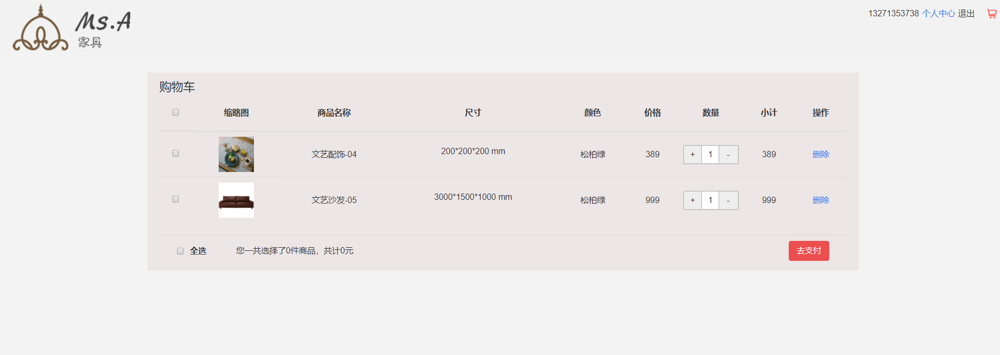 Ms.A
家具
13271353738 个人中心 退出
购物车
缩略图 商品名称 尺寸 颜色 价格 数量 小计 操作
文艺配饰-04 200*200*200 mm 松柏绿 389 + 1 - 389 删除
文艺沙发-05 3000*1500*1000 mm 松柏绿 999 + 1 - 999 删除
全选 您一共选择了0件商品，共计0元 去支付